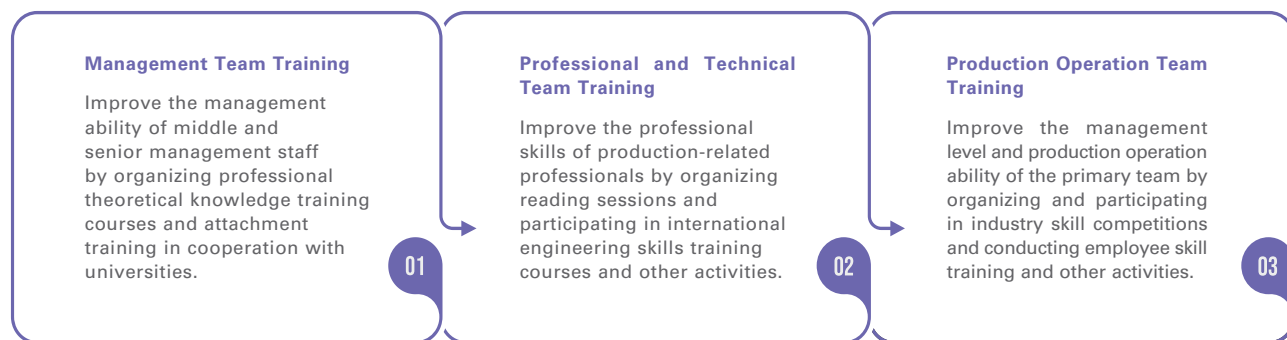 Management Team Training
Improve the management
ability of middle and
senior management staff
by organizing professional
theoretical knowledge training
courses and attachment
training in cooperation with
universities.
01
Professional and Technical
Team Training
Improve the professional
skills of production-related
professionals by organizing
reading sessions and
participating in international
engineering skills training
courses and other activities.
02
Production Operation Team
Training
Improve the management
level and production operation
ability of the primary team by
organizing and participating
in industry skill competitions
and conducting employee skill
training and other activities.
03